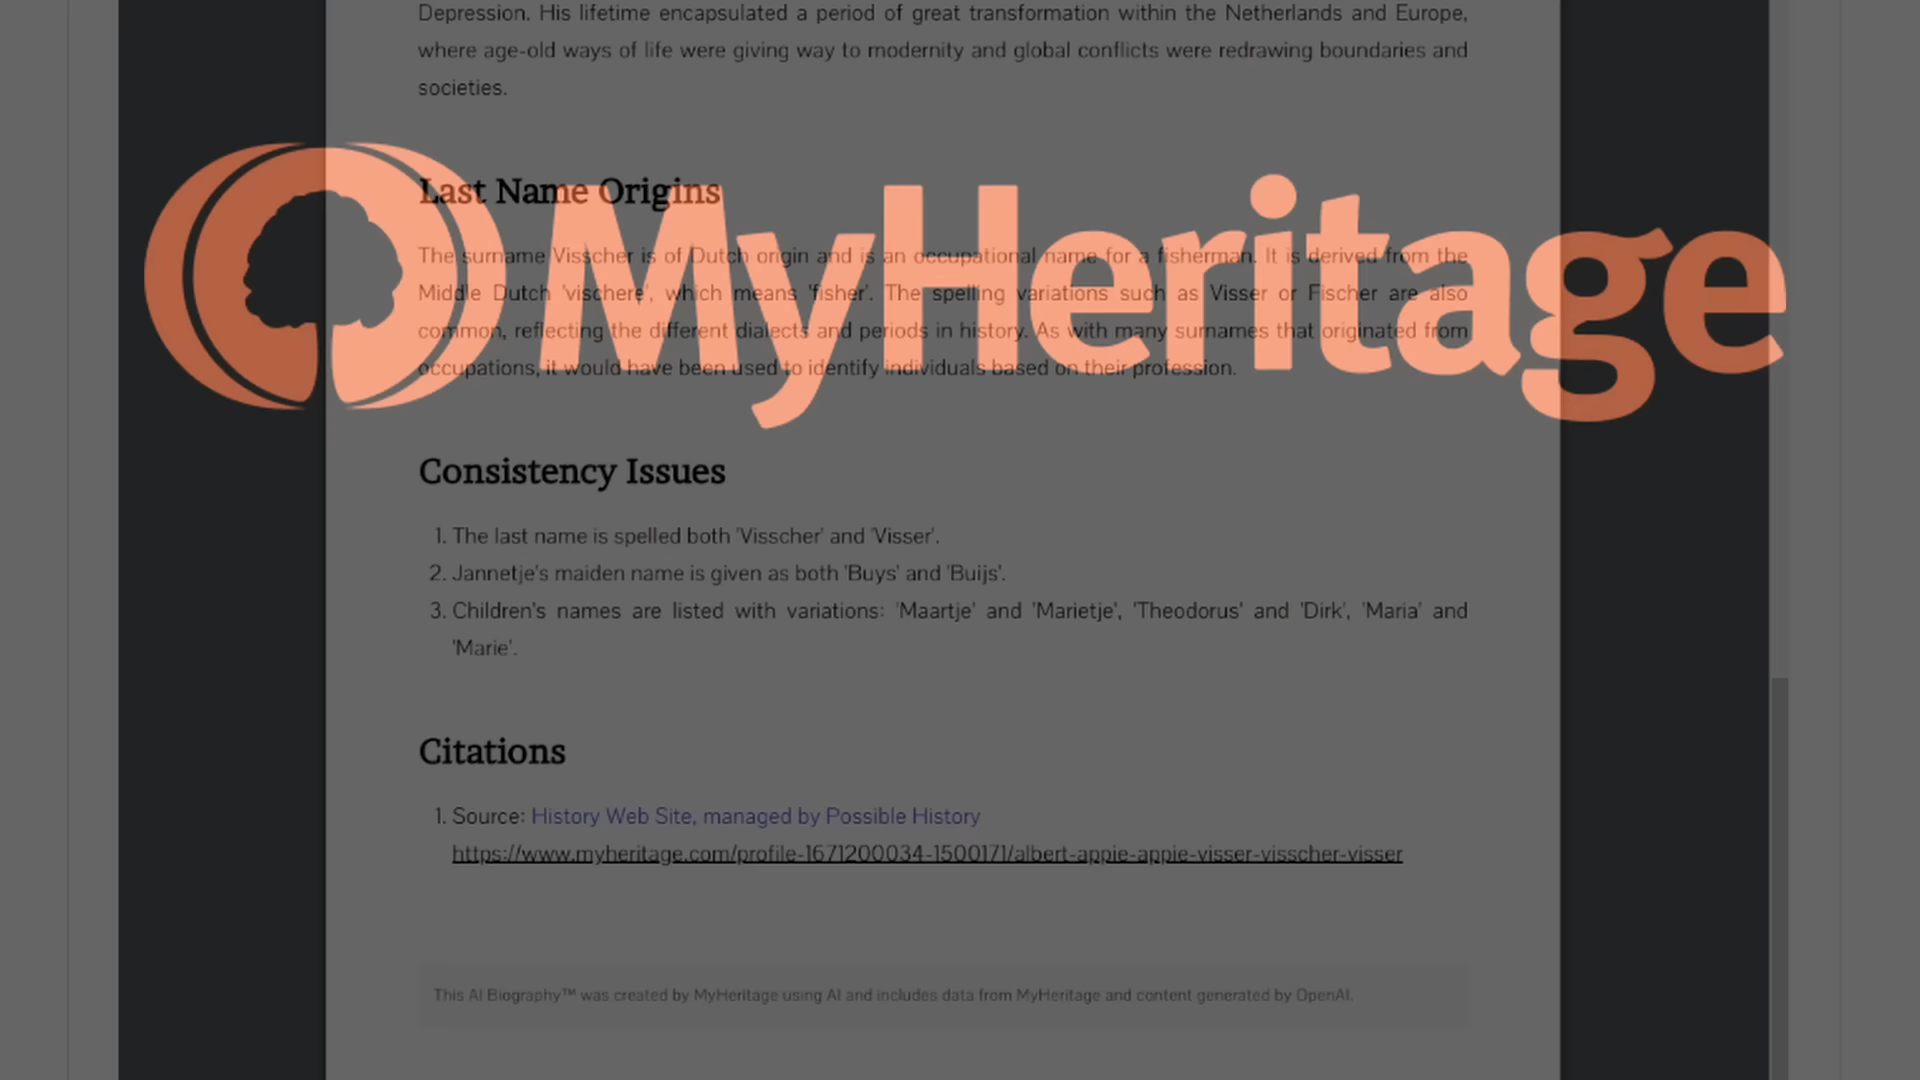 Depression. His lifetime encapsulated a period of great transformation within the Netherlands and Europe,
where age-old ways of life were giving way to modernity and global conflicts were redrawing boundaries and
societies.
MyHeritage
Last Name Origins
The surname Visscher is of Dutch origin and is an occupational name for a fisherman. It is derived from the
Middle Dutch 'vischere', which means 'fisher'. The spelling variations such as Visser or Fischer are also
common, reflecting the different dialects and periods in history. As with many surnames that originated from
occupations, it would have been used to identify individuals based on their profession.
Consistency Issues
1. The last name is spelled both 'Visscher' and 'Visser'.
2. Jannetje's maiden name is given as both 'Buys' and 'Buijs'.
3. Children's names are listed with variations: 'Maartje' and 'Marietje', 'Theodorus' and 'Dirk', 'Maria' and
'Marie'.
Citations
1. Source: History Web Site, managed by Possible History
https://www.myheritage.com/profile-1671200034-1500171/albert-appie-appie-visser-visscher-visser
This AI Biography™ was created by MyHeritage using AI and includes data from MyHeritage and content generated by OpenAI.